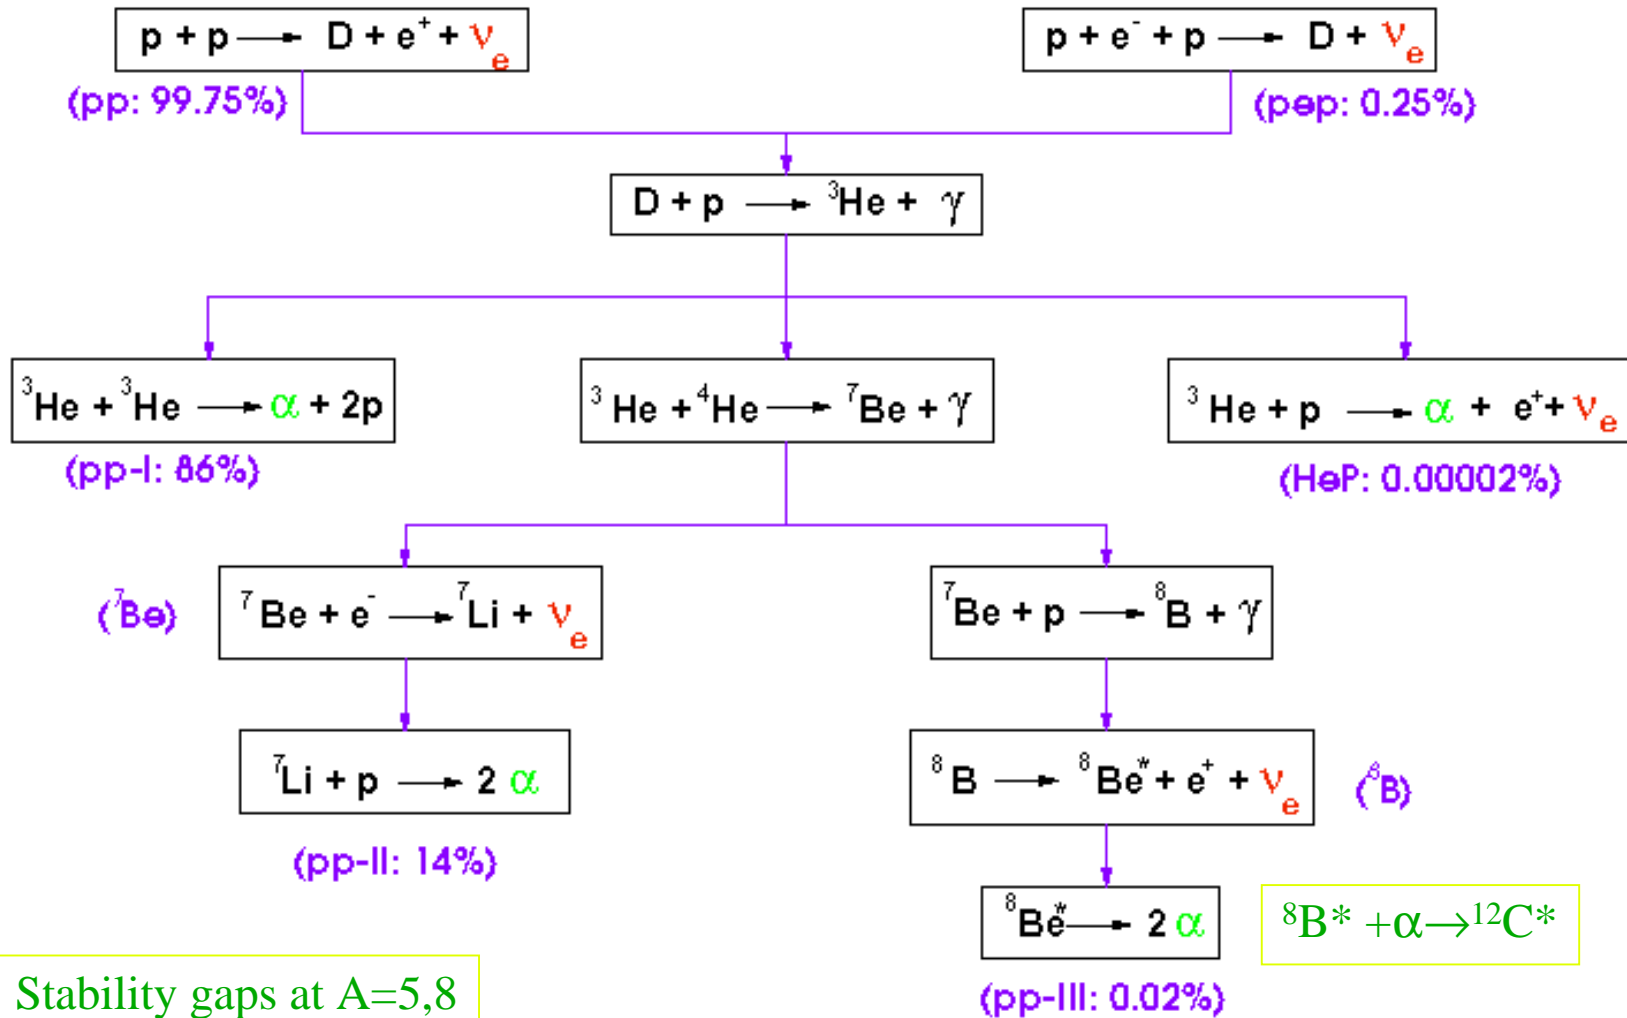 p + p → D + e⁺ + νₑ
p + e⁻ + p → D + νₑ
(pp: 99.75%)
(pep: 0.25%)
D + p → ³He + γ
³He + ³He → α + 2p
³He + ⁴He → ⁷Be + γ
³He + p → α + e⁺ + νₑ
(pp-I: 86%)
(HeP: 0.00002%)
(⁷Be)
⁷Be + e⁻ → ⁷Li + νₑ
⁷Be + p → ⁸B + γ
⁷Li + p → 2 α
⁸B → ⁸Be* + e⁺ + νₑ
(⁸B)
(pp-II: 14%)
⁸Be* → 2 α
⁸B* +α→¹²C*
Stability gaps at A=5,8
(pp-III: 0.02%)